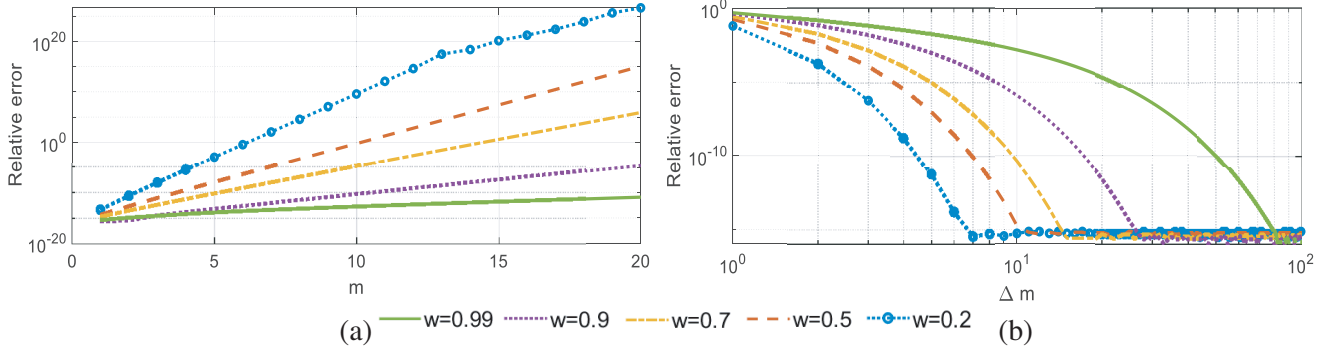 Relative error
10^20
10^0
10^-20
0 5 10 15 20
m
Relative error
10^0
10^-10
10^0 10^1 10^2
Δ m
w=0.99 w=0.9 w=0.7 w=0.5 w=0.2
(a) (b)